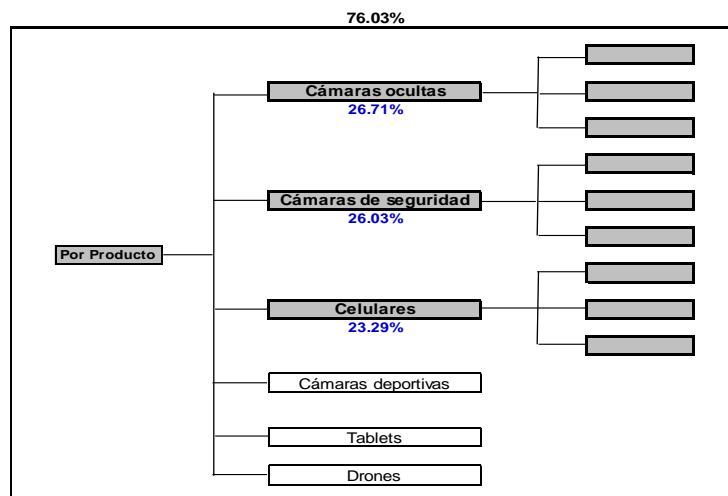 76.03%
Cámaras ocultas
26.71%
Cámaras de seguridad
26.03%
Por Producto
Celulares
23.29%
Cámaras deportivas
Tablets
Drones